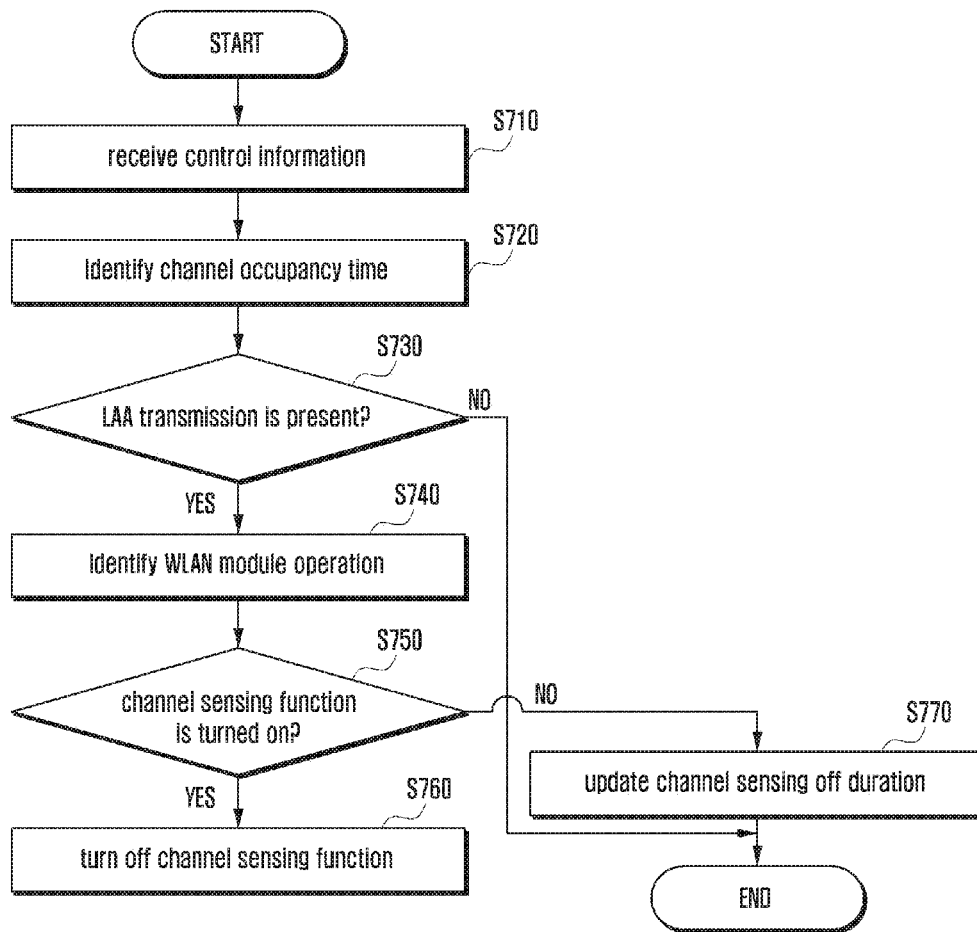 START
S710
receive control information
S720
Identify channel occupancy time
S730
LAA transmission is present?
NO
YES
S740
Identify WLAN module operation
S750
channel sensing function
is turned on?
NO
S770
update channel sensing off duration
YES
S760
turn off channel sensing function
END